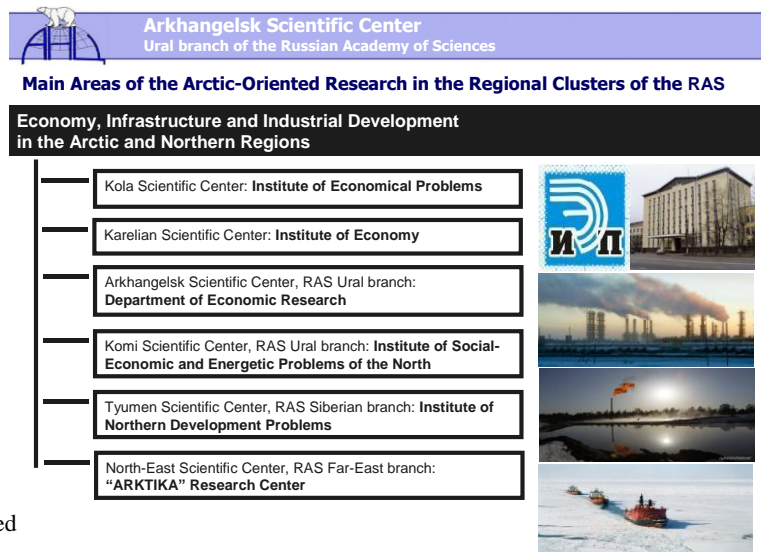 AHЦ
Arkhangelsk Scientific Center
Ural branch of the Russian Academy of Sciences
Main Areas of the Arctic-Oriented Research in the Regional Clusters of the RAS
Economy, Infrastructure and Industrial Development
in the Arctic and Northern Regions
Kola Scientific Center: Institute of Economical Problems
Karelian Scientific Center: Institute of Economy
Arkhangelsk Scientific Center, RAS Ural branch:
Department of Economic Research
Komi Scientific Center, RAS Ural branch: Institute of Social-
Economic and Energetic Problems of the North
Tyumen Scientific Center, RAS Siberian branch: Institute of
Northern Development Problems
North-East Scientific Center, RAS Far-East branch:
“ARKTIKA” Research Center
ИЭП
ed